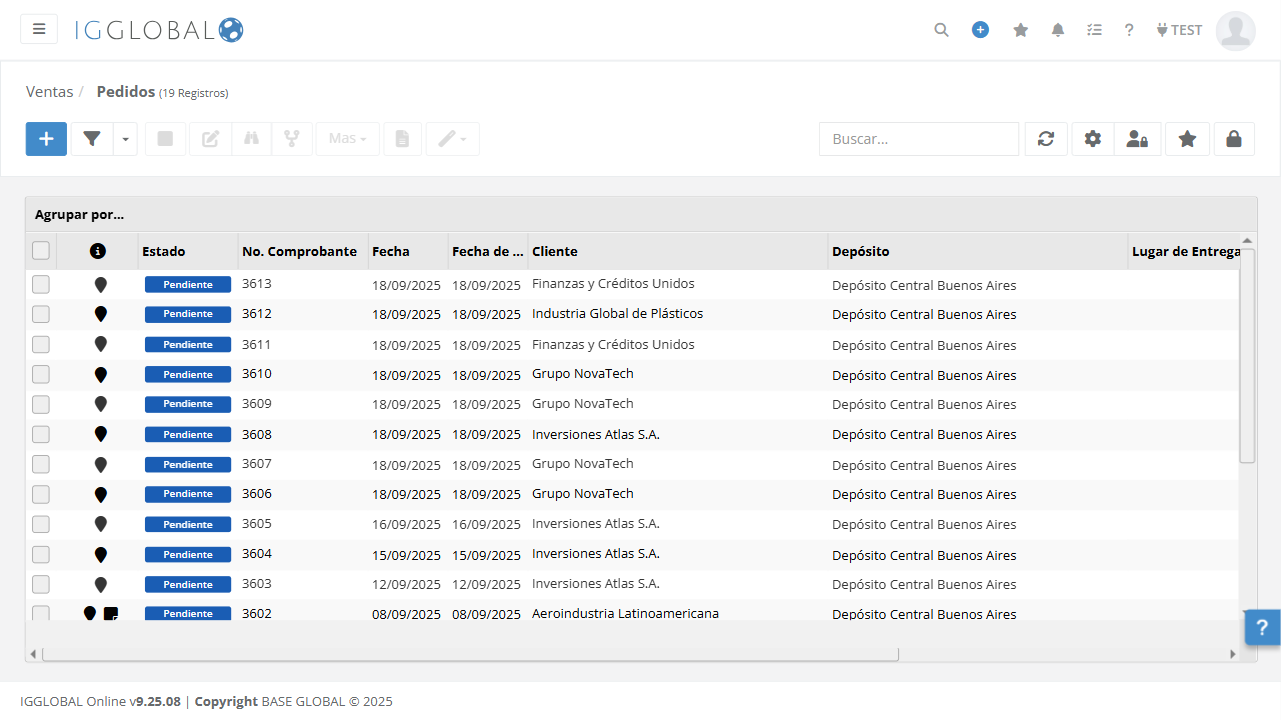 IGGLOBAL
TEST
Ventas / Pedidos (19 Registros)
Mas
Buscar...
Agrupar por...
Estado No. Comprobante Fecha Fecha de ... Cliente Depósito Lugar de Entrega
Pendiente 3613 18/09/2025 18/09/2025 Finanzas y Créditos Unidos Depósito Central Buenos Aires
Pendiente 3612 18/09/2025 18/09/2025 Industria Global de Plásticos Depósito Central Buenos Aires
Pendiente 3611 18/09/2025 18/09/2025 Finanzas y Créditos Unidos Depósito Central Buenos Aires
Pendiente 3610 18/09/2025 18/09/2025 Grupo NovaTech Depósito Central Buenos Aires
Pendiente 3609 18/09/2025 18/09/2025 Grupo NovaTech Depósito Central Buenos Aires
Pendiente 3608 18/09/2025 18/09/2025 Inversiones Atlas S.A. Depósito Central Buenos Aires
Pendiente 3607 18/09/2025 18/09/2025 Grupo NovaTech Depósito Central Buenos Aires
Pendiente 3606 18/09/2025 18/09/2025 Grupo NovaTech Depósito Central Buenos Aires
Pendiente 3605 16/09/2025 16/09/2025 Inversiones Atlas S.A. Depósito Central Buenos Aires
Pendiente 3604 15/09/2025 15/09/2025 Inversiones Atlas S.A. Depósito Central Buenos Aires
Pendiente 3603 12/09/2025 12/09/2025 Inversiones Atlas S.A. Depósito Central Buenos Aires
Pendiente 3602 08/09/2025 08/09/2025 Aeroindustria Latinoamericana Depósito Central Buenos Aires
?
IGGLOBAL Online v9.25.08 | Copyright BASE GLOBAL © 2025